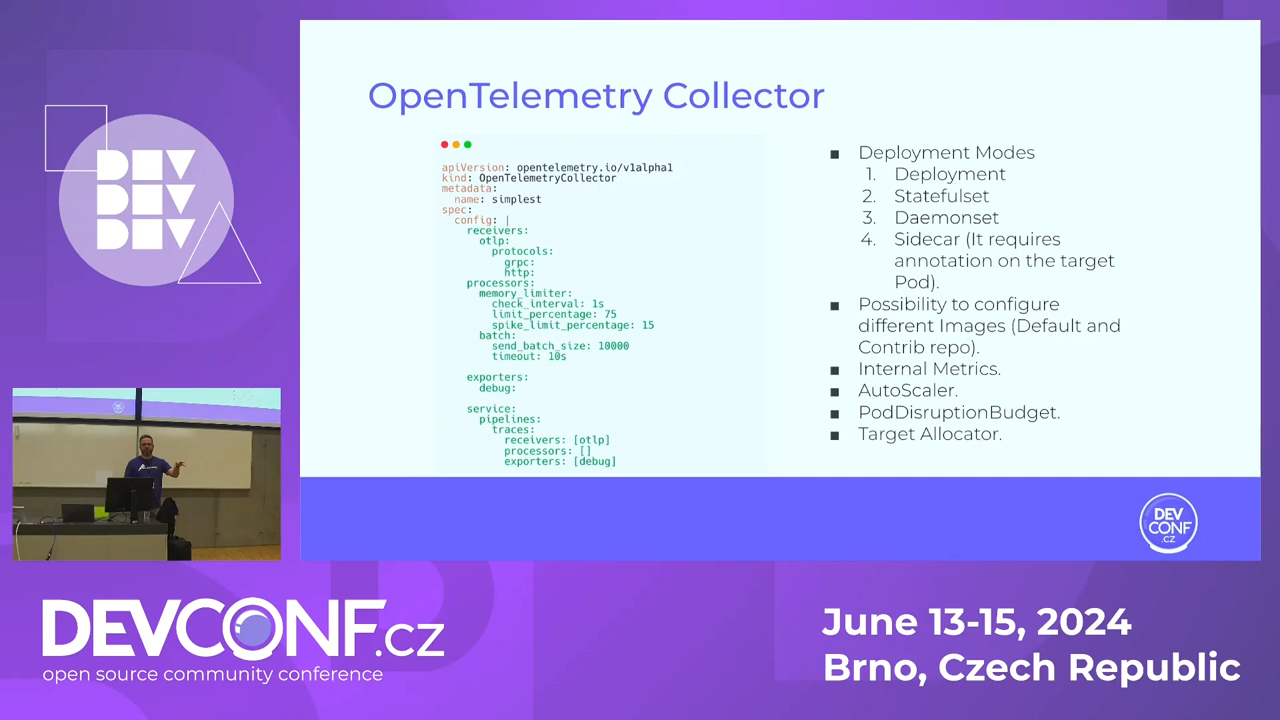 DEV
DEV
DEV
OpenTelemetry Collector
apiVersion: opentelemetry.io/v1alpha1
kind: OpenTelemetryCollector
metadata:
  name: simplest
spec:
  config: |
    receivers:
      otlp:
        protocols:
          grpc:
          http:
    processors:
      memory_limiter:
        check_interval: 1s
        limit_percentage: 75
        spike_limit_percentage: 15
      batch:
        send_batch_size: 10000
        timeout: 10s
    exporters:
      debug:
    service:
      pipelines:
        traces:
          receivers: [otlp]
          processors: []
          exporters: [debug]
■ Deployment Modes
1. Deployment
2. Statefulset
3. Daemonset
4. Sidecar (It requires
annotation on the target
Pod).
■ Possibility to configure
different Images (Default and
Contrib repo).
■ Internal Metrics.
■ AutoScaler.
■ PodDisruptionBudget.
■ Target Allocator.
DEV
CONF
.CZ
DEVCONF.cz
open source community conference
June 13-15, 2024
Brno, Czech Republic